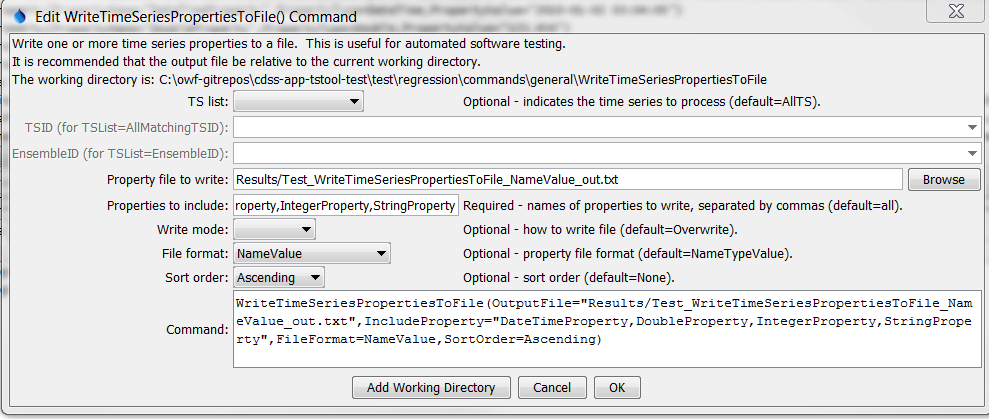 Edit WriteTimeSeriesPropertiesToFile() Command
Write one or more time series properties to a file.  This is useful for automated software testing.
It is recommended that the output file be relative to the current working directory.
The working directory is: C:\owf-gitrepos\cdss-app-tstool-test\test\regression\commands\general\WriteTimeSeriesPropertiesToFile
TS list: Optional - indicates the time series to process (default=AllTS).
TSID (for TSList=AllMatchingTSID):
EnsembleID (for TSList=EnsembleID):
Property file to write: Results/Test_WriteTimeSeriesPropertiesToFile_NameValue_out.txt Browse
Properties to include: roperty,IntegerProperty,StringProperty Required - names of properties to write, separated by commas (default=all).
Write mode: Optional - how to write file (default=Overwrite).
File format: NameValue Optional - property file format (default=NameTypeValue).
Sort order: Ascending Optional - sort order (default=None).
WriteTimeSeriesPropertiesToFile(OutputFile="Results/Test_WriteTimeSeriesPropertiesToFile_Na
meValue_out.txt",IncludeProperty="DateTimeProperty,DoubleProperty,IntegerProperty,StringPrope
Command: rty",FileFormat=NameValue,SortOrder=Ascending)
Add Working Directory Cancel OK